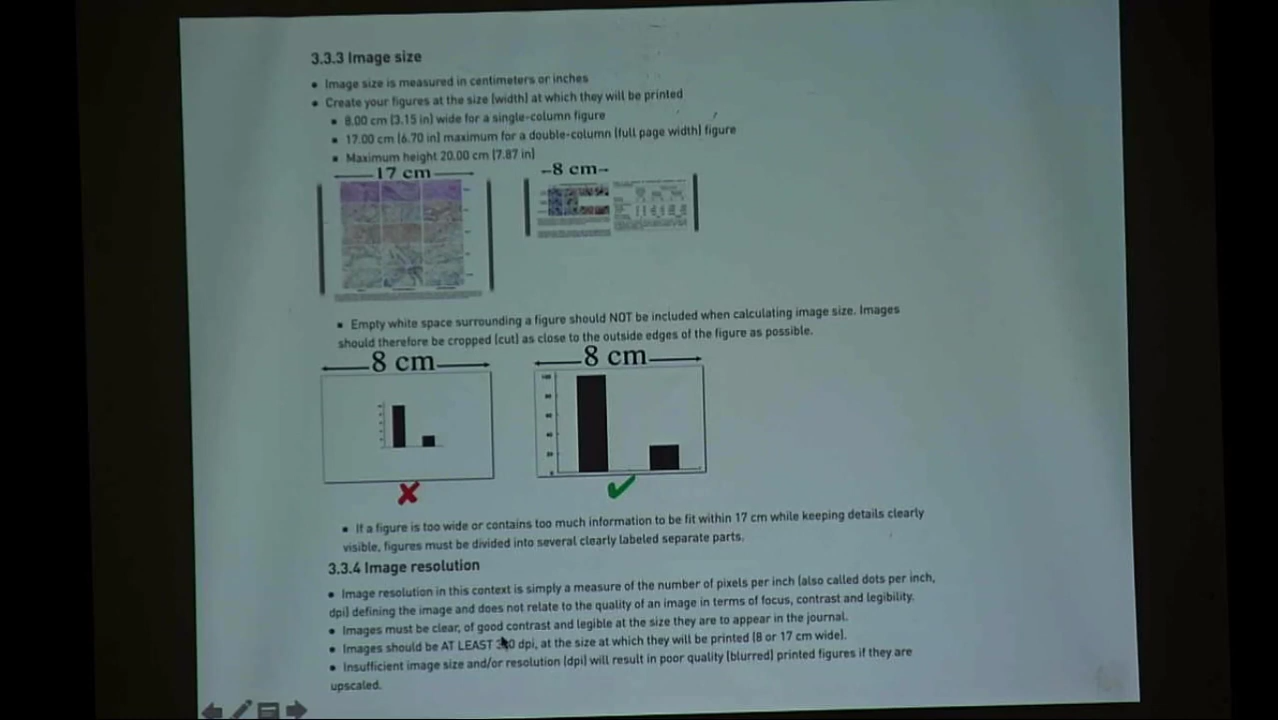 3.3.3 Image size
• Image size is measured in centimeters or inches
• Create your figures at the size (width) at which they will be printed
▪ 8.00 cm (3.15 in) wide for a single-column figure
▪ 17.00 cm (6.70 in) maximum for a double-column (full page width) figure
▪ Maximum height 20.00 cm (7.87 in)
17 cm
8 cm
▪ Empty white space surrounding a figure should NOT be included when calculating image size. Images
should therefore be cropped (cut) as close to the outside edges of the figure as possible.
8 cm
8 cm
100
80
60
40
20
0
▪ If a figure is too wide or contains too much information to be fit within 17 cm while keeping details clearly
visible, figures must be divided into several clearly labeled separate parts.
3.3.4 Image resolution
• Image resolution in this context is simply a measure of the number of pixels per inch (also called dots per inch,
dpi) defining the image and does not relate to the quality of an image in terms of focus, contrast and legibility.
• Images must be clear, of good contrast and legible at the size they are to appear in the journal.
• Images should be AT LEAST dpi, at the size at which they will be printed (8 or 17 cm wide).
• Insufficient image size and/or resolution (dpi) will result in poor quality (blurred) printed figures if they are
upscaled.